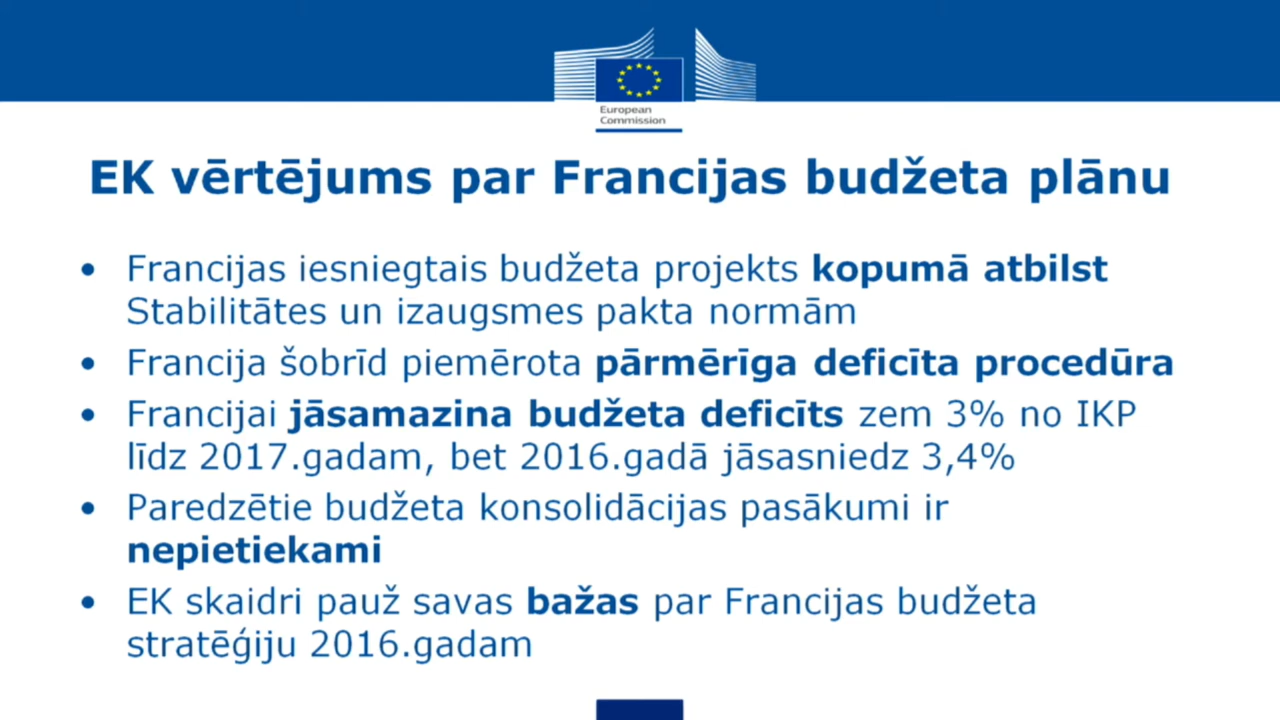 European
Commission
EK vērtējums par Francijas budžeta plānu
• Francijas iesniegtais budžeta projekts kopumā atbilst
Stabilitātes un izaugsmes pakta normām
• Francija šobrīd piemērota pārmērīga deficīta procedūra
• Francijai jāsamazina budžeta deficīts zem 3% no IKP
līdz 2017.gadam, bet 2016.gadā jāsasniedz 3,4%
• Paredzētie budžeta konsolidācijas pasākumi ir
nepietiekami
• EK skaidri pauž savas bažas par Francijas budžeta
stratēģiju 2016.gadam